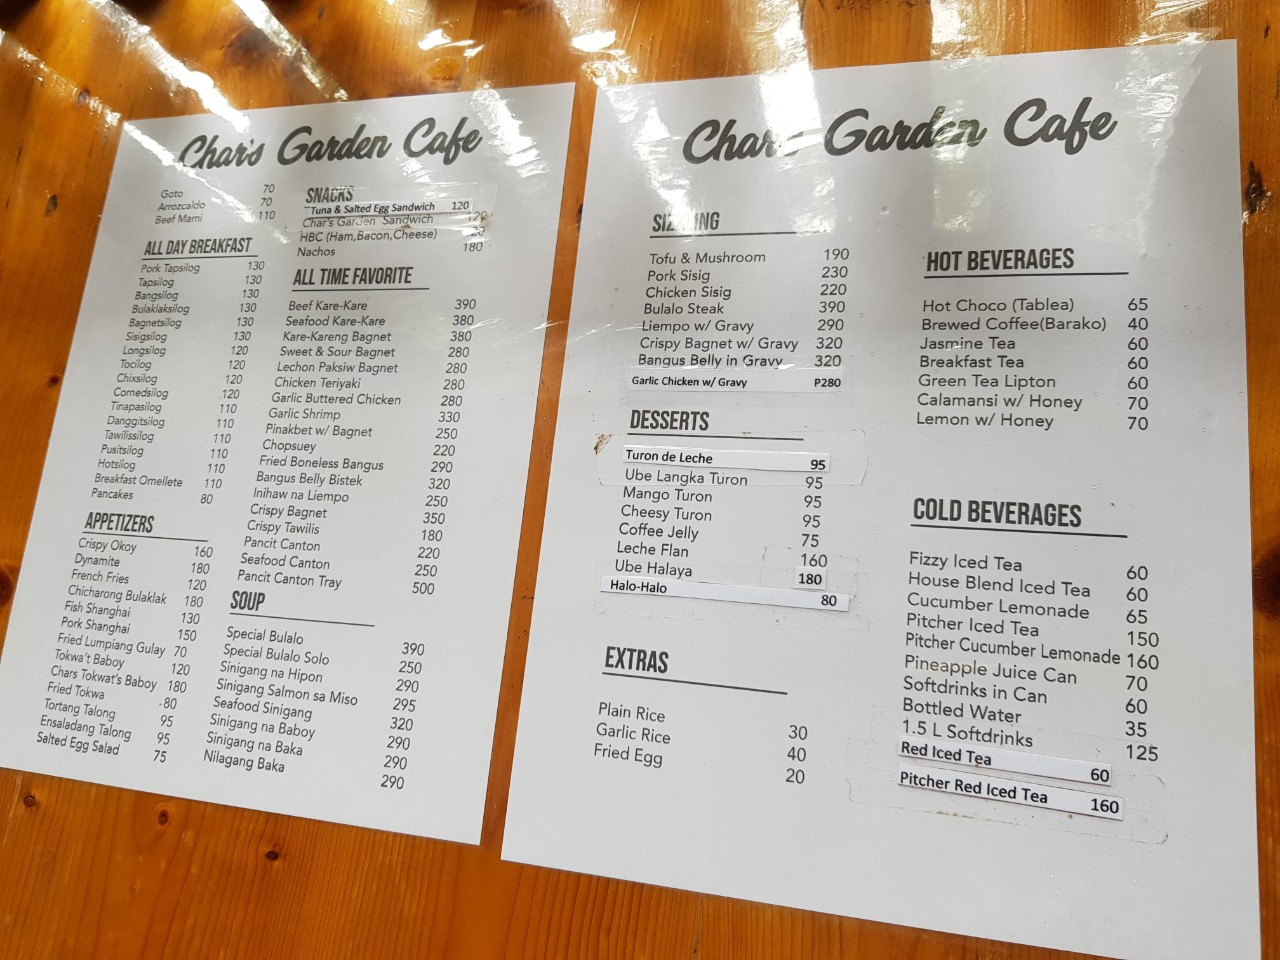 Char's Garden Cafe
Goto 70
Arrozcaldo 70
Beef Mami 110
ALL DAY BREAKFAST
Pork Tapsilog 130
Tapsilog 130
Bangsilog 130
Bulaklaksilog 130
Bagnetsilog 130
Sisigsilog 130
Longsilog 120
Tocilog 120
Chixsilog 120
Cornedsilog 120
Tinapasilog 110
Danggitsilog 110
Tawilissilog 110
Pusitsilog 110
Hotsilog 110
Breakfast Omellete 110
Pancakes 80
APPETIZERS
Crispy Okoy 160
Dynamite 180
French Fries 120
Chicharong Bulaklak 180
Fish Shanghai 130
Pork Shanghai 150
Fried Lumpiang Gulay 70
Tokwa't Baboy 120
Chars Tokwat's Baboy 180
Fried Tokwa 80
Tortang Talong 95
Ensaladang Talong 95
Salted Egg Salad 75
SNACKS
Tuna & Salted Egg Sandwich 120
Char's Garden Sandwich 120
HBC (Ham,Bacon,Cheese)
Nachos 180
ALL TIME FAVORITE
Beef Kare-Kare 390
Seafood Kare-Kare 380
Kare-Kareng Bagnet 380
Sweet & Sour Bagnet 280
Lechon Paksiw Bagnet 280
Chicken Teriyaki 280
Garlic Buttered Chicken 280
Garlic Shrimp 330
Pinakbet w/ Bagnet 250
Chopsuey 220
Fried Boneless Bangus 290
Bangus Belly Bistek 320
Inihaw na Liempo 250
Crispy Bagnet 350
Crispy Tawilis 180
Pancit Canton 220
Seafood Canton 250
Pancit Canton Tray 500
SOUP
Special Bulalo 390
Special Bulalo Solo 250
Sinigang na Hipon 290
Sinigang Salmon sa Miso 295
Seafood Sinigang 320
Sinigang na Baboy 290
Sinigang na Baka 290
Nilagang Baka 290
Char's Garden Cafe
SIZZLING
Tofu & Mushroom 190
Pork Sisig 230
Chicken Sisig 220
Bulalo Steak 390
Liempo w/ Gravy 290
Crispy Bagnet w/ Gravy 320
Bangus Belly in Gravy 320
Garlic Chicken w/ Gravy P280
DESSERTS
Turon de Leche 95
Ube Langka Turon 95
Mango Turon 95
Cheesy Turon 95
Coffee Jelly 75
Leche Flan 160
Ube Halaya 180
Halo-Halo 80
EXTRAS
Plain Rice 30
Garlic Rice 40
Fried Egg 20
HOT BEVERAGES
Hot Choco (Tablea) 65
Brewed Coffee(Barako) 40
Jasmine Tea 60
Breakfast Tea 60
Green Tea Lipton 60
Calamansi w/ Honey 70
Lemon w/ Honey 70
COLD BEVERAGES
Fizzy Iced Tea 60
House Blend Iced Tea 60
Cucumber Lemonade 65
Pitcher Iced Tea 150
Pitcher Cucumber Lemonade 160
Pineapple Juice Can 70
Softdrinks in Can 60
Bottled Water 35
1.5 L Softdrinks 125
Red Iced Tea 60
Pitcher Red Iced Tea 160